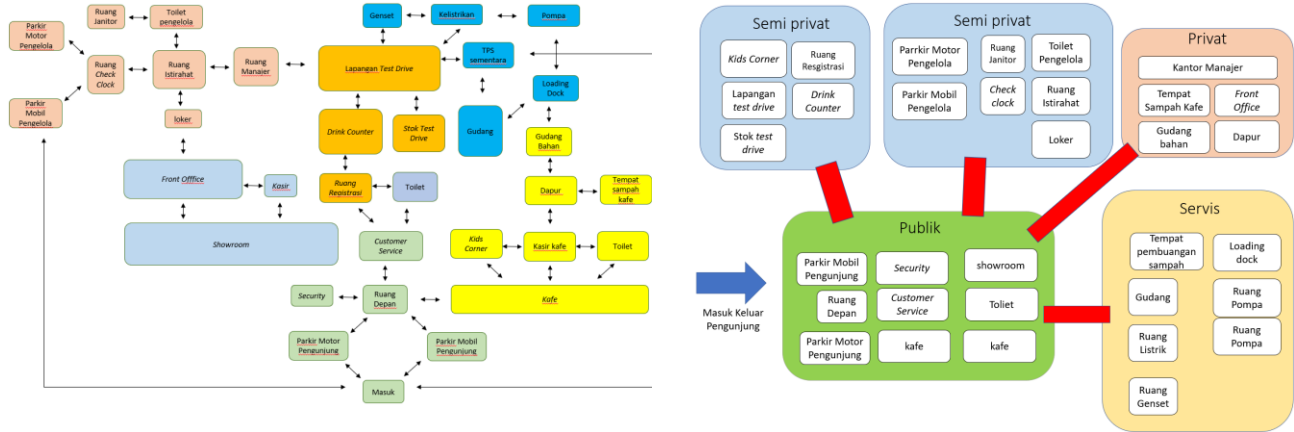 Ruang
Janitor
Toilet
pengelola
Parkir
Motor
Pengelola
Ruang
Check
Clock
Ruang
Istirahat
Ruang
Manajer
Parkir
Mobil
Pengelola
loker
Front Offfice
Kasir
Showroom
Genset
Kelistrikan
Pompa
Lapangan Test Drive
TPS
sementara
Loading
Dock
Drink Counter
Stok Test
Drive
Gudang
Gudang
Bahan
Ruang
Registrasi
Toilet
Dapur
Tempat
sampah
kafe
Customer
Service
Kids
Corner
Kasir kafe
Toilet
Security
Ruang
Depan
Kafe
Parkir Motor
Pengunjung
Parkir Mobil
Pengunjung
Masuk
Semi privat
Kids Corner
Ruang
Resgistrasi
Lapangan
test drive
Drink
Counter
Stok test
drive
Semi privat
Parrkir Motor
Pengelola
Ruang
Janitor
Toilet
Pengelola
Parkir Mobil
Pengelola
Check
clock
Ruang
Istirahat
Loker
Privat
Kantor Manajer
Tempat
Sampah Kafe
Front
Office
Gudang
bahan
Dapur
Masuk Keluar
Pengunjung
Publik
Parkir Mobil
Pengunjung
Security
showroom
Ruang
Depan
Customer
Service
Toliet
Parkir Motor
Pengunjung
kafe
kafe
Servis
Tempat
pembuangan
sampah
Loading
dock
Gudang
Ruang
Pompa
Ruang
Listrik
Ruang
Pompa
Ruang
Genset